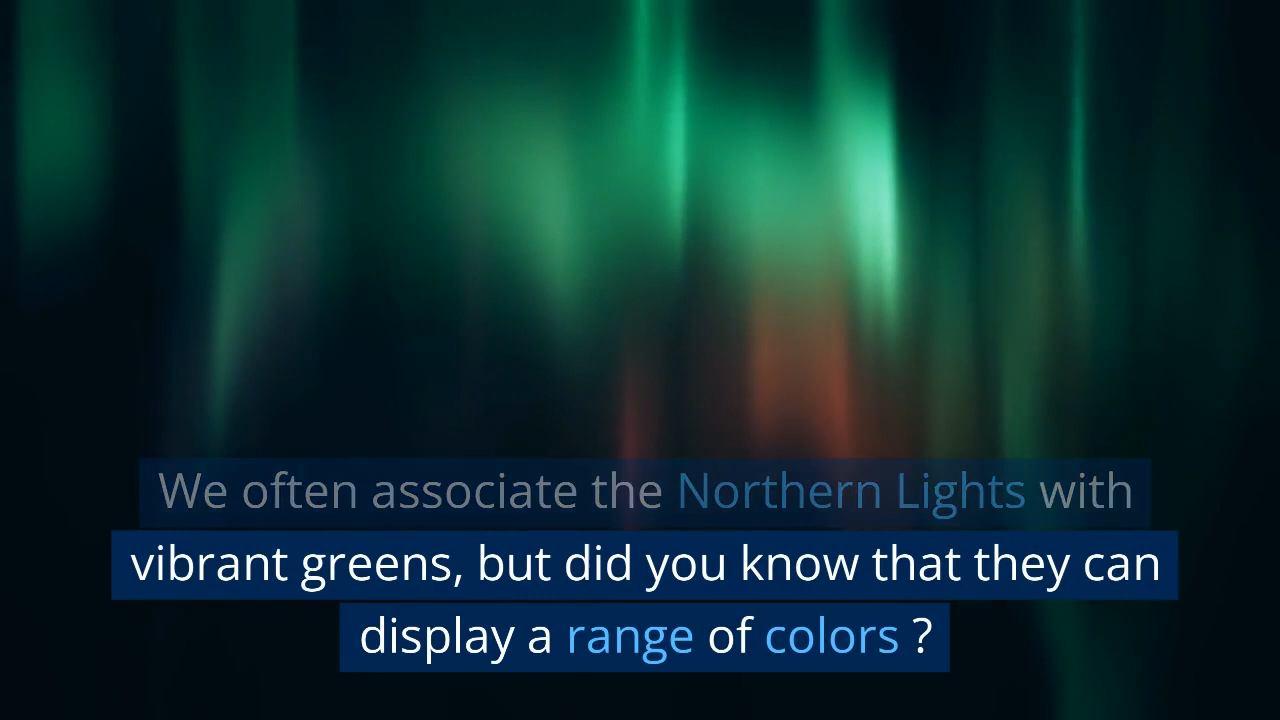 We often associate the Northern Lights with
vibrant greens, but did you know that they can
display a range of colors ?